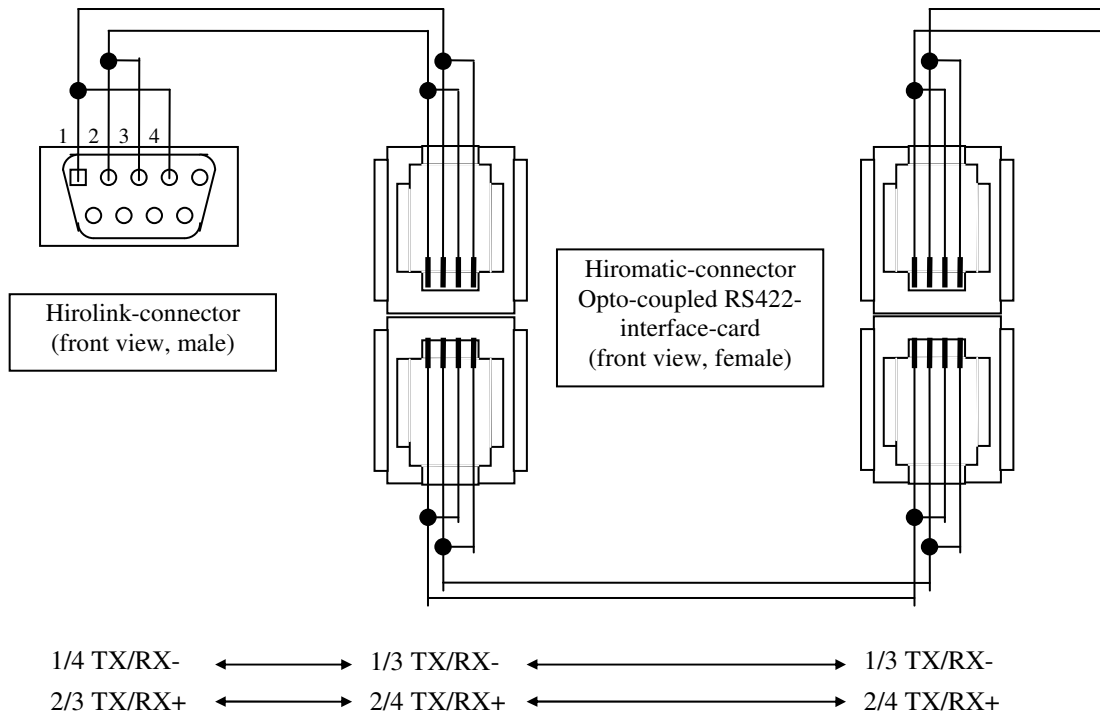 1 2 3 4
Hirolink-connector
(front view, male)
Hiromatic-connector
Opto-coupled RS422-
interface-card
(front view, female)
1/4 TX/RX- 1/3 TX/RX- 1/3 TX/RX-
2/3 TX/RX+ 2/4 TX/RX+ 2/4 TX/RX+